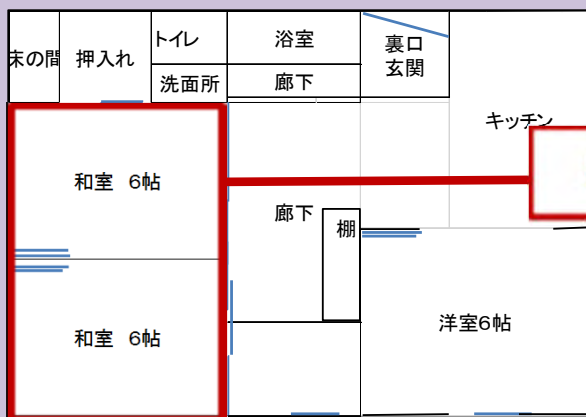 床の間
押入れ
トイレ
浴室
裏口
玄関
洗面所
廊下
キッチン
和室 6帖
廊下
棚
和室 6帖
洋室6帖